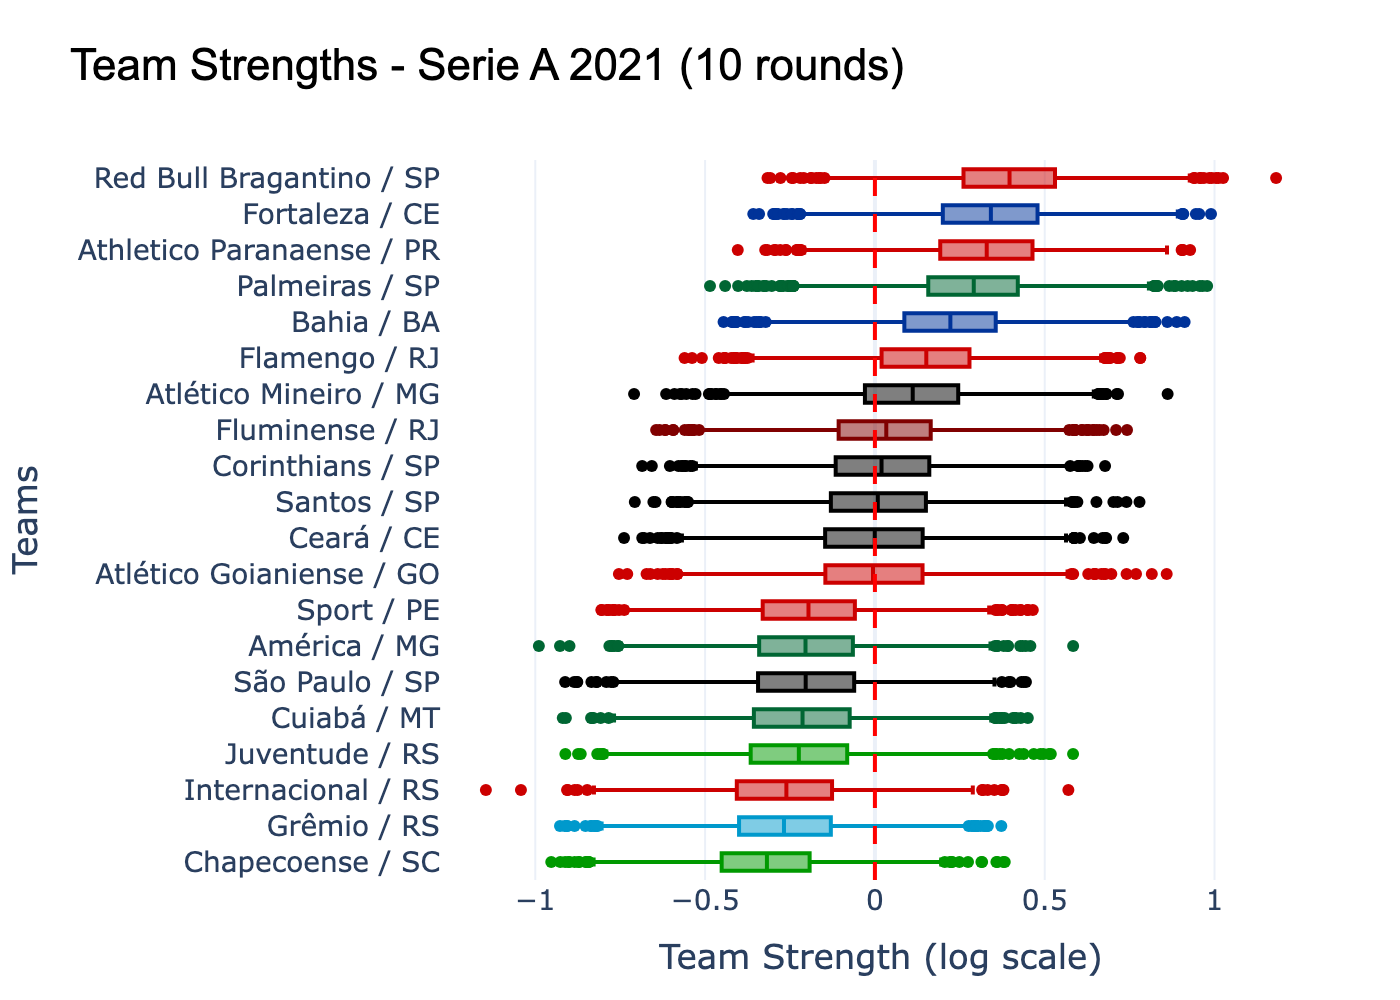 Team Strengths - Serie A 2021 (10 rounds)
Red Bull Bragantino / SP
Fortaleza / CE
Athletico Paranaense / PR
Palmeiras / SP
Bahia / BA
Flamengo / RJ
Atlético Mineiro / MG
Fluminense / RJ
Corinthians / SP
Santos / SP
Ceará / CE
Atlético Goianiense / GO
Sport / PE
América / MG
São Paulo / SP
Cuiabá / MT
Juventude / RS
Internacional / RS
Grêmio / RS
Chapecoense / SC
Teams
−1 −0.5 0 0.5 1
Team Strength (log scale)